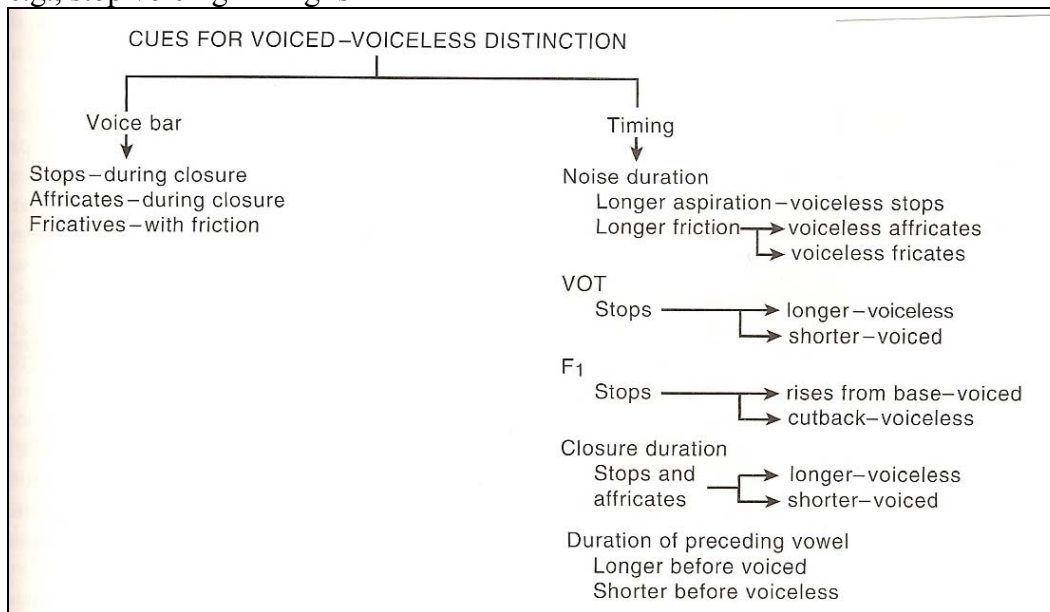 CUES FOR VOICED–VOICELESS DISTINCTION
Voice bar
Stops–during closure
Affricates–during closure
Fricatives–with friction
Timing
Noise duration
Longer aspiration–voiceless stops
Longer friction voiceless affricates
voiceless fricates
VOT
Stops longer–voiceless
shorter–voiced
F1
Stops rises from base–voiced
cutback–voiceless
Closure duration
Stops and longer–voiceless
affricates shorter–voiced
Duration of preceding vowel
Longer before voiced
Shorter before voiceless